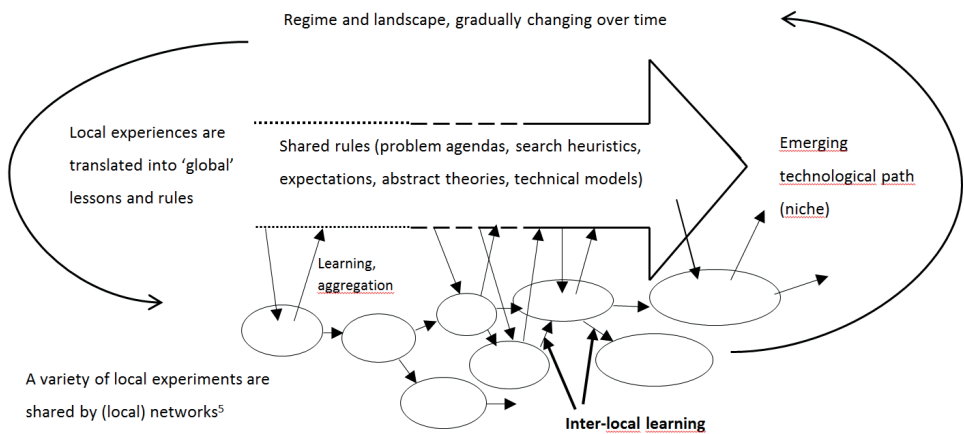 Regime and landscape, gradually changing over time
Local experiences are
translated into ‘global’
lessons and rules
Shared rules (problem agendas, search heuristics,
expectations, abstract theories, technical models)
Emerging
technological path
(niche)
Learning,
aggregation
A variety of local experiments are
shared by (local) networks⁵
Inter-local learning